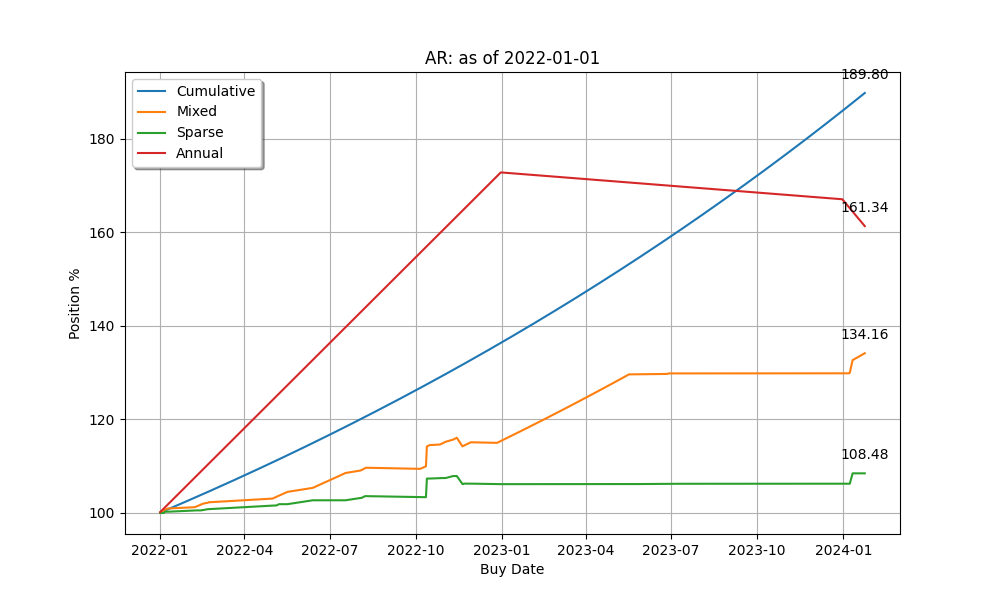 AR: as of 2022-01-01
189.80
Cumulative
Mixed
Sparse
Annual
180
161.34
160
Position %
140
134.16
120
108.48
100
2022-01 2022-04 2022-07 2022-10 2023-01 2023-04 2023-07 2023-10 2024-01
Buy Date